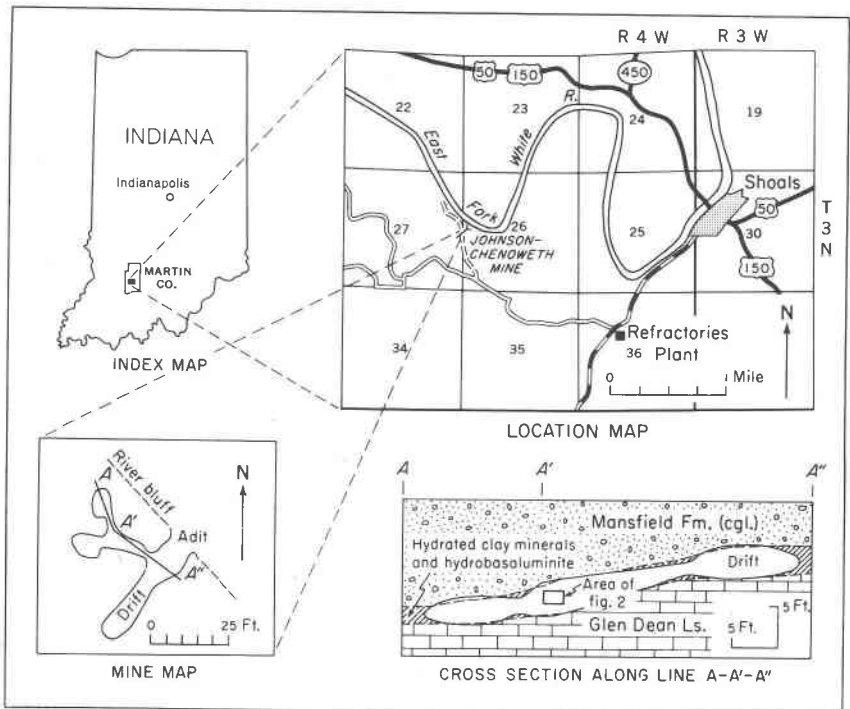 INDIANA
Indianapolis
MARTIN
CO.
INDEX MAP
R 4 W
R 3 W
50
150
450
22
23
R.
24
19
East
White
Shoals
Fork
27
26
25
50
30
JOHNSON-
CHENOWETH
MINE
150
T
3
N
N
34
35
Refractories
36 Plant
0
Mile
LOCATION MAP
River bluff
N
A
A'
Adit
A"
Drift
0
25 Ft.
MINE MAP
A
A'
A"
Mansfield Fm. (cgl.)
Hydrated clay minerals
and hydrobasaluminite
Drift
Area of
fig. 2
5 Ft.
Glen Dean Ls.
5 Ft.
CROSS SECTION ALONG LINE A-A'-A"